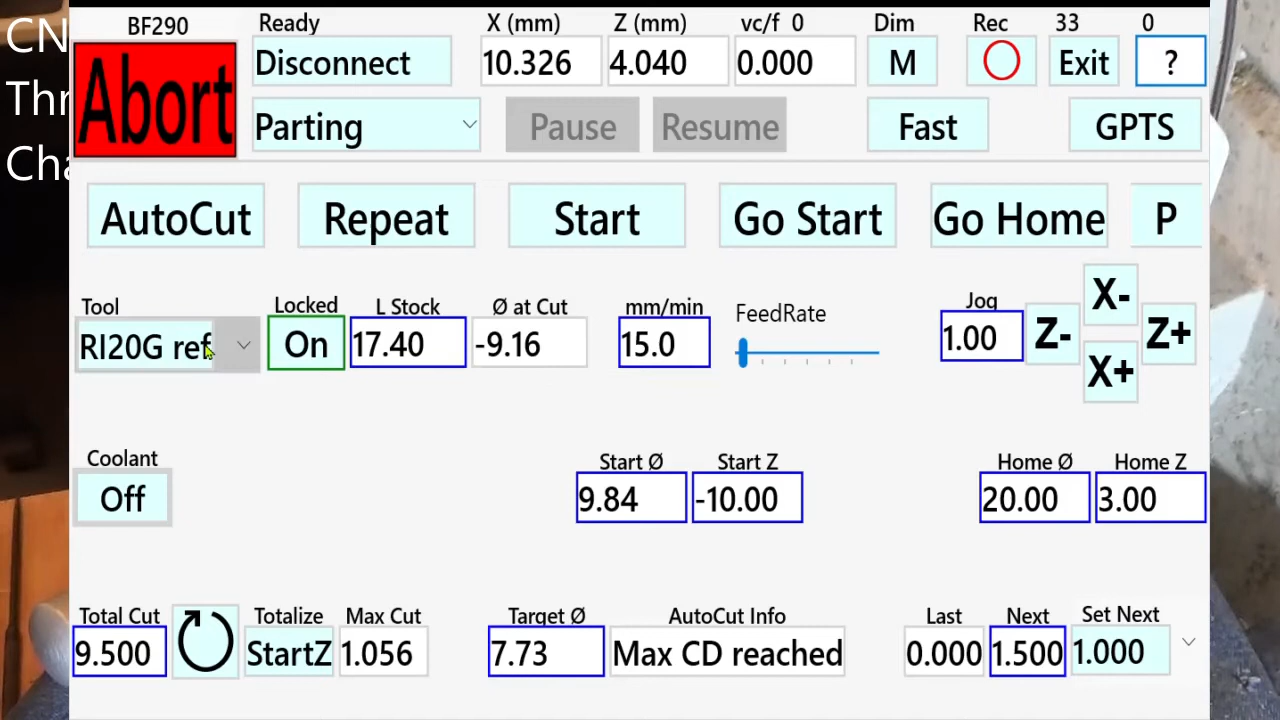 BF290
Ready
X (mm)
Z (mm)
vc/f 0
Dim
Rec
33
0
Abort
Disconnect
10.326
4.040
0.000
M
Exit
?
Parting
Pause
Resume
Fast
GPTS
AutoCut
Repeat
Start
Go Start
Go Home
P
Tool
Locked
L Stock
Ø at Cut
mm/min
FeedRate
Jog
X-
RI20G ref
On
17.40
-9.16
15.0
1.00
Z-
Z+
X+
Coolant
Start Ø
Start Z
Home Ø
Home Z
Off
9.84
-10.00
20.00
3.00
Total Cut
Totalize
Max Cut
Target Ø
AutoCut Info
Last
Next
Set Next
9.500
StartZ
1.056
7.73
Max CD reached
0.000
1.500
1.000